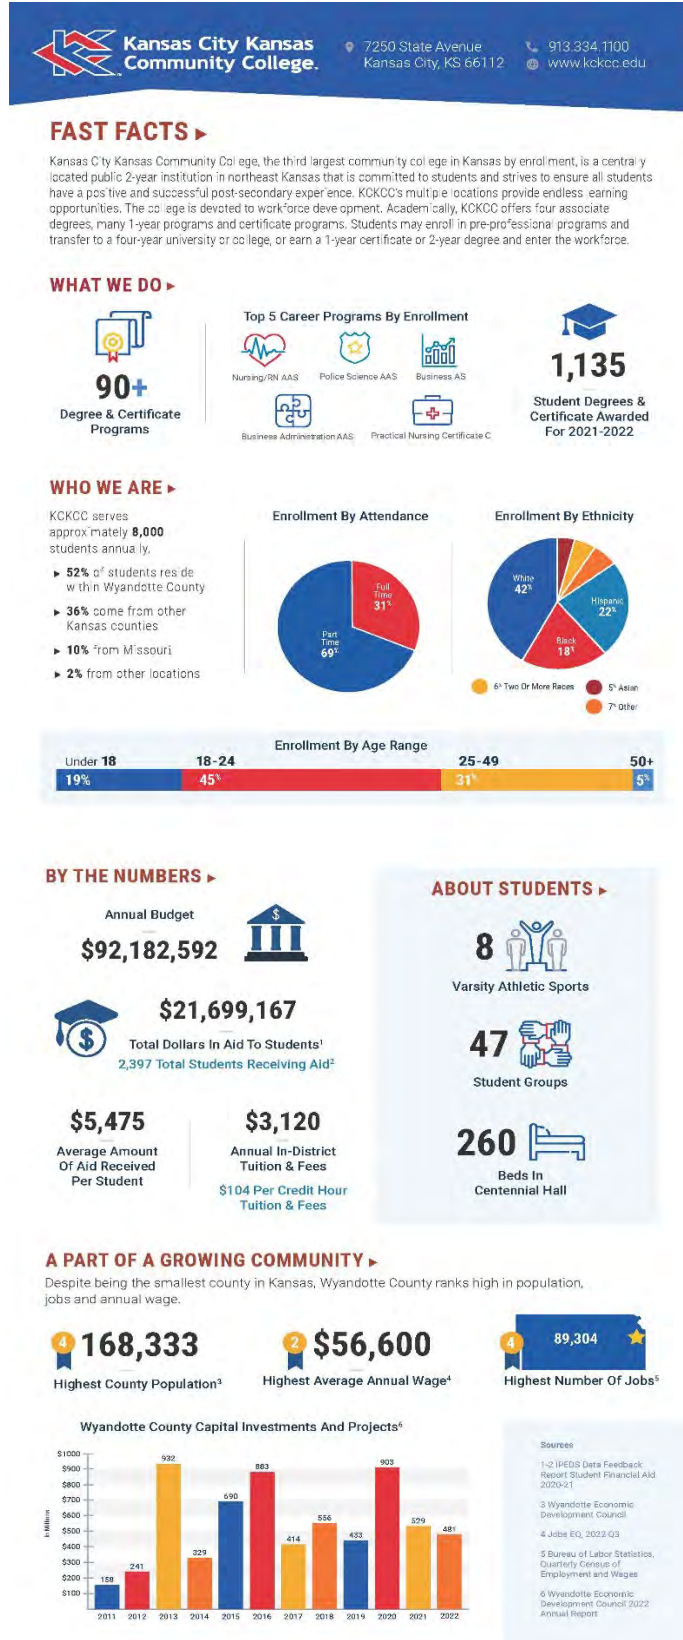 Kansas City Kansas
Community College.
7250 State Avenue
Kansas City, KS 66112
913.334.1100
www.kckcc.edu
FAST FACTS
Kansas City Kansas Community College, the third largest community college in Kansas by enrollment, is a centrally
located public 2-year institution in northeast Kansas that is committed to students and strives to ensure all students
have a positive and successful post-secondary experience. KCKCC's multiple locations provide endless learning
opportunities. The college is devoted to workforce development. Academically, KCKCC offers four associate
degrees, many 1-year programs and certificate programs. Students may enroll in pre-professional programs and
transfer to a four-year university or college, or earn a 1-year certificate or 2-year degree and enter the workforce.
WHAT WE DO
90+
Degree & Certificate
Programs
Top 5 Career Programs By Enrollment
Nursing/RN AAS
Police Science AAS
Business AS
Business Administration AAS
Practical Nursing Certificate C
1,135
Student Degrees &
Certificate Awarded
For 2021-2022
WHO WE ARE
KCKCC serves
approximately 8,000
students annually.
52% of students reside
within Wyandotte County
36% come from other
Kansas counties
10% from Missouri
2% from other locations
Enrollment By Attendance
Full
Time
31%
Part
Time
69%
Enrollment By Ethnicity
White
42%
Hispanic
22%
Black
18%
6% Two Or More Races
5% Asian
7% Other
Enrollment By Age Range
Under 18
18-24
25-49
50+
19%
45%
31%
5%
BY THE NUMBERS
Annual Budget
$92,182,592
$21,699,167
Total Dollars In Aid To Students¹
2,397 Total Students Receiving Aid²
$5,475
Average Amount
Of Aid Received
Per Student
$3,120
Annual In-District
Tuition & Fees
$104 Per Credit Hour
Tuition & Fees
ABOUT STUDENTS
8
Varsity Athletic Sports
47
Student Groups
260
Beds In
Centennial Hall
A PART OF A GROWING COMMUNITY
Despite being the smallest county in Kansas, Wyandotte County ranks high in population,
jobs and annual wage.
4
168,333
Highest County Population³
2
$56,600
Highest Average Annual Wage⁴
4
89,304
Highest Number Of Jobs⁵
Wyandotte County Capital Investments And Projects⁶
In Millions
$1000
$900
$800
$700
$600
$500
$400
$300
$200
$100
158
241
932
329
690
883
414
556
433
903
529
481
2011
2012
2013
2014
2015
2016
2017
2018
2019
2020
2021
2022
Sources
1-2 IPEDS Data Feedback
Report Student Financial Aid
2020-21
3 Wyandotte Economic
Development Council
4 Jobs EQ, 2022 Q3
5 Bureau of Labor Statistics,
Quarterly Census of
Employment and Wages
6 Wyandotte Economic
Development Council 2022
Annual Report